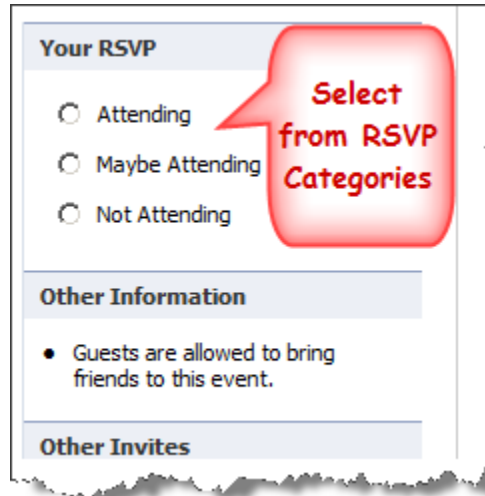 Your RSVP
Select
from RSVP
Categories
Attending
Maybe Attending
Not Attending
Other Information
• Guests are allowed to bring
friends to this event.
Other Invites